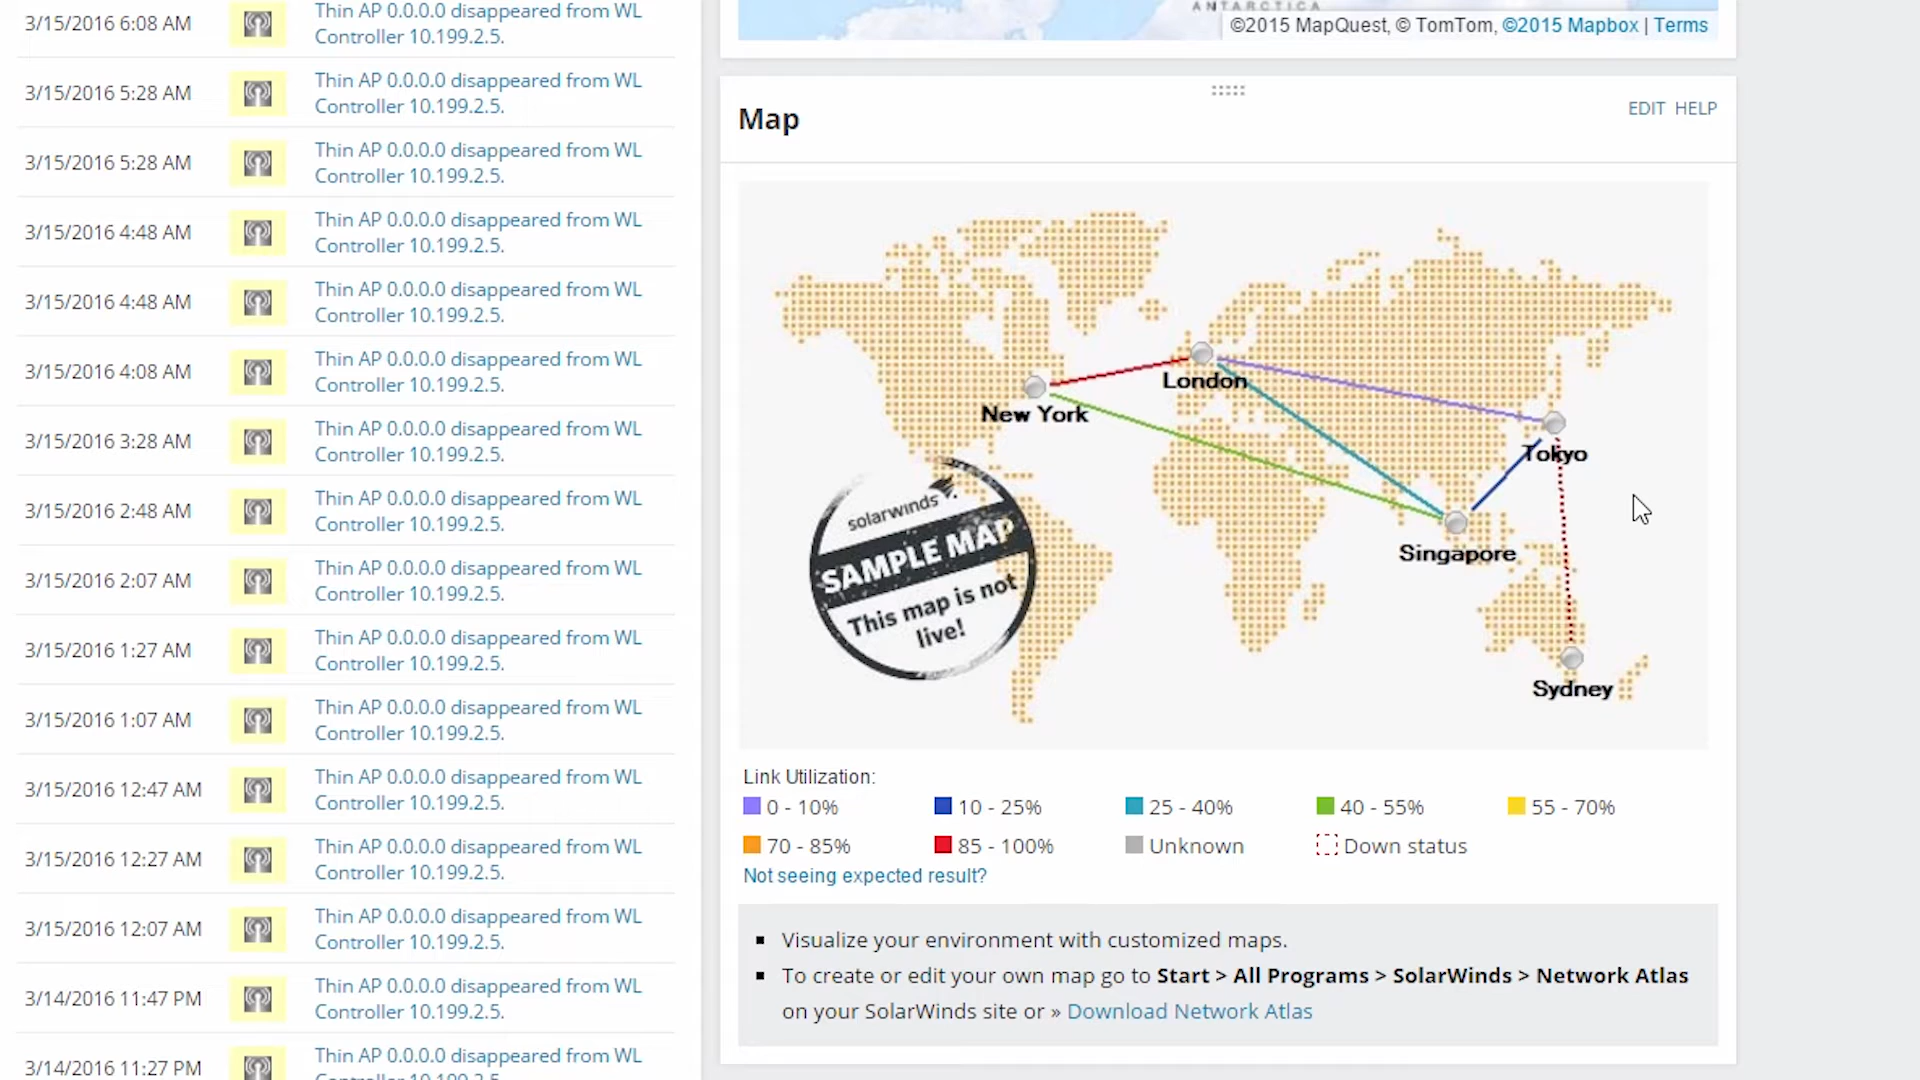 3/15/2016 6:08 AM
Thin AP 0.0.0.0 disappeared from WL
Controller 10.199.2.5.
3/15/2016 5:28 AM
Thin AP 0.0.0.0 disappeared from WL
Controller 10.199.2.5.
3/15/2016 5:28 AM
Thin AP 0.0.0.0 disappeared from WL
Controller 10.199.2.5.
3/15/2016 4:48 AM
Thin AP 0.0.0.0 disappeared from WL
Controller 10.199.2.5.
3/15/2016 4:48 AM
Thin AP 0.0.0.0 disappeared from WL
Controller 10.199.2.5.
3/15/2016 4:08 AM
Thin AP 0.0.0.0 disappeared from WL
Controller 10.199.2.5.
3/15/2016 3:28 AM
Thin AP 0.0.0.0 disappeared from WL
Controller 10.199.2.5.
3/15/2016 2:48 AM
Thin AP 0.0.0.0 disappeared from WL
Controller 10.199.2.5.
3/15/2016 2:07 AM
Thin AP 0.0.0.0 disappeared from WL
Controller 10.199.2.5.
3/15/2016 1:27 AM
Thin AP 0.0.0.0 disappeared from WL
Controller 10.199.2.5.
3/15/2016 1:07 AM
Thin AP 0.0.0.0 disappeared from WL
Controller 10.199.2.5.
3/15/2016 12:47 AM
Thin AP 0.0.0.0 disappeared from WL
Controller 10.199.2.5.
3/15/2016 12:27 AM
Thin AP 0.0.0.0 disappeared from WL
Controller 10.199.2.5.
3/15/2016 12:07 AM
Thin AP 0.0.0.0 disappeared from WL
Controller 10.199.2.5.
3/14/2016 11:47 PM
Thin AP 0.0.0.0 disappeared from WL
Controller 10.199.2.5.
3/14/2016 11:27 PM
Thin AP 0.0.0.0 disappeared from WL
Controller 10.199.2.5.
ANTARCTICA
©2015 MapQuest, © TomTom, ©2015 Mapbox | Terms
Map
EDIT HELP
London
New York
Tokyo
Singapore
Sydney
solarwinds
SAMPLE MAP
This map is not
live!
Link Utilization:
0 - 10% 10 - 25% 25 - 40% 40 - 55% 55 - 70%
70 - 85% 85 - 100% Unknown Down status
Not seeing expected result?
▪ Visualize your environment with customized maps.
▪ To create or edit your own map go to Start > All Programs > SolarWinds > Network Atlas
on your SolarWinds site or » Download Network Atlas